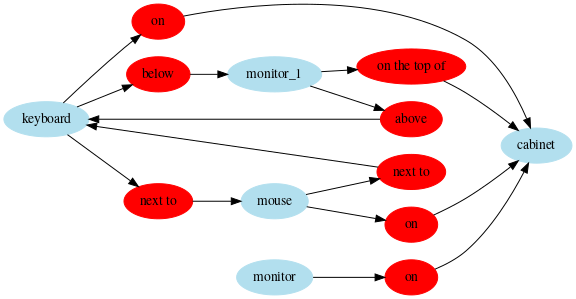 on
below
monitor_1
on the top of
keyboard
above
cabinet
next to
next to
mouse
on
monitor
on